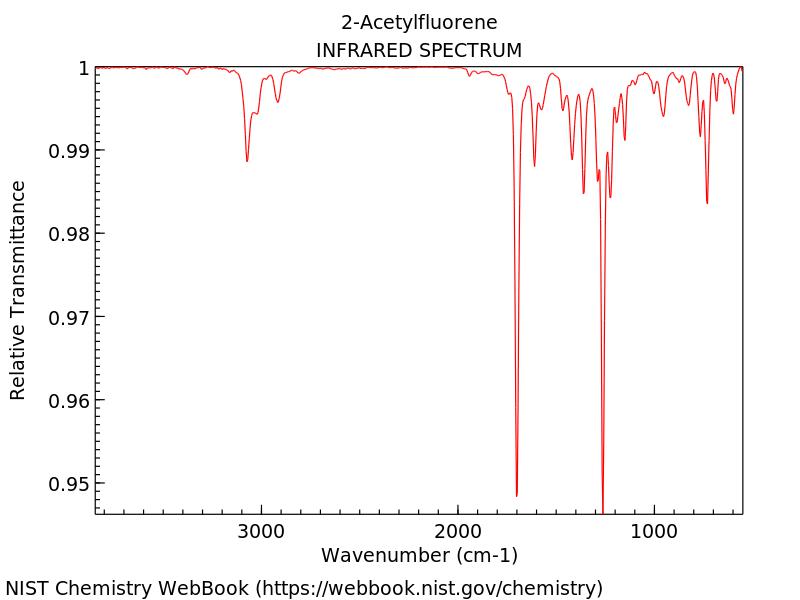 2-Acetylfluorene
INFRARED SPECTRUM
1
0.99
0.98
0.97
0.96
0.95
Relative Transmittance
3000 2000 1000
Wavenumber (cm-1)
NIST Chemistry WebBook (https://webbook.nist.gov/chemistry)